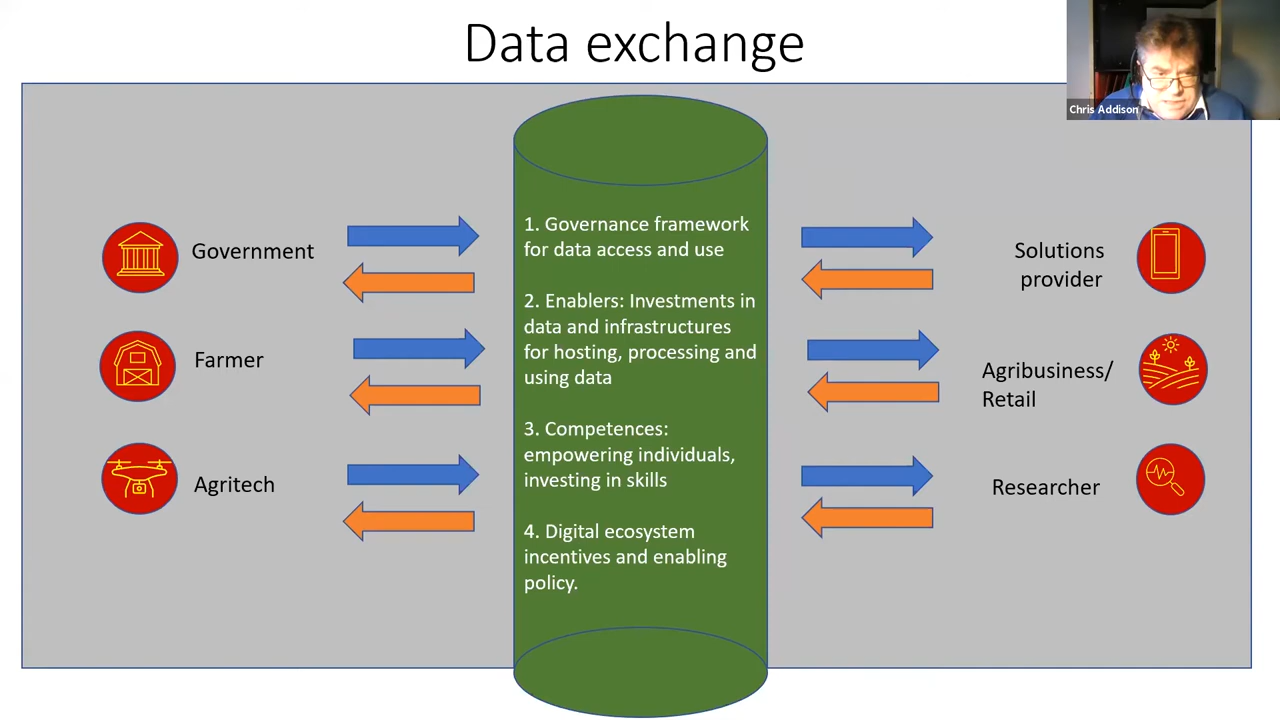 Data exchange
Chris Addison
Government
Farmer
Agritech
1. Governance framework
for data access and use
2. Enablers: Investments in
data and infrastructures
for hosting, processing and
using data
3. Competences:
empowering individuals,
investing in skills
4. Digital ecosystem
incentives and enabling
policy.
Solutions
provider
Agribusiness/
Retail
Researcher